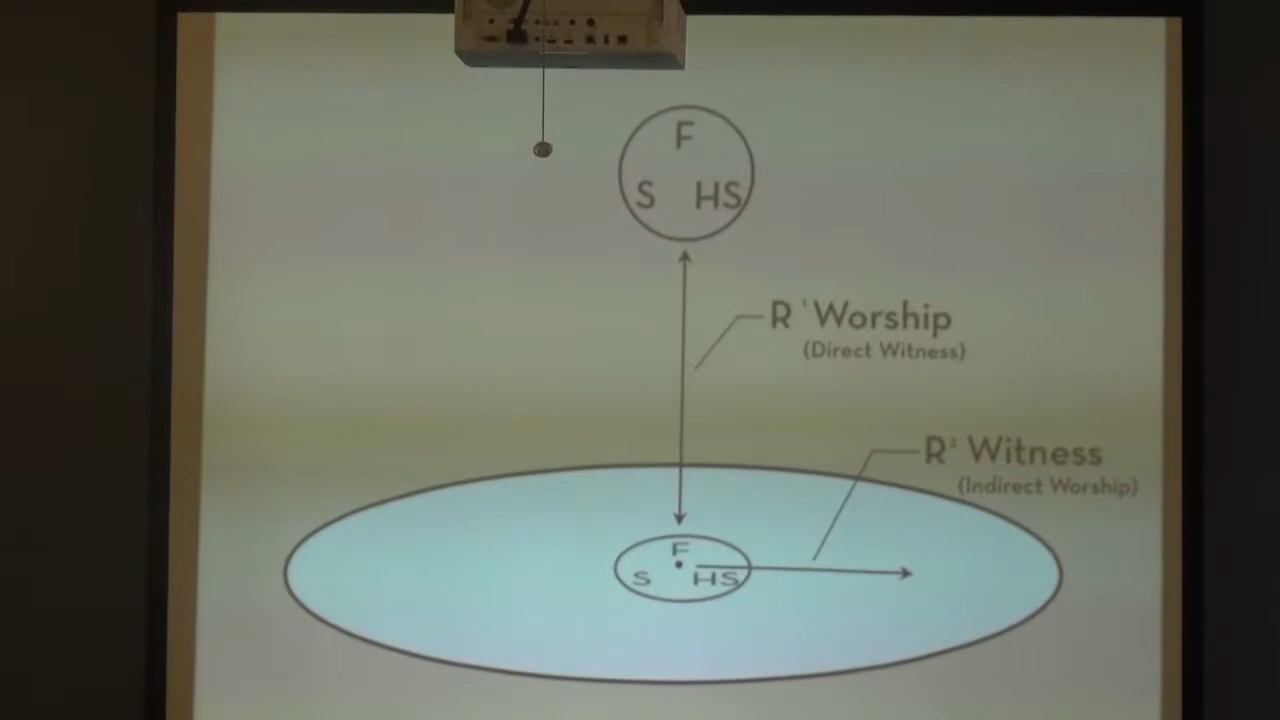 F
S HS
R¹ Worship
(Direct Witness)
R² Witness
(Indirect Worship)
F
S HS